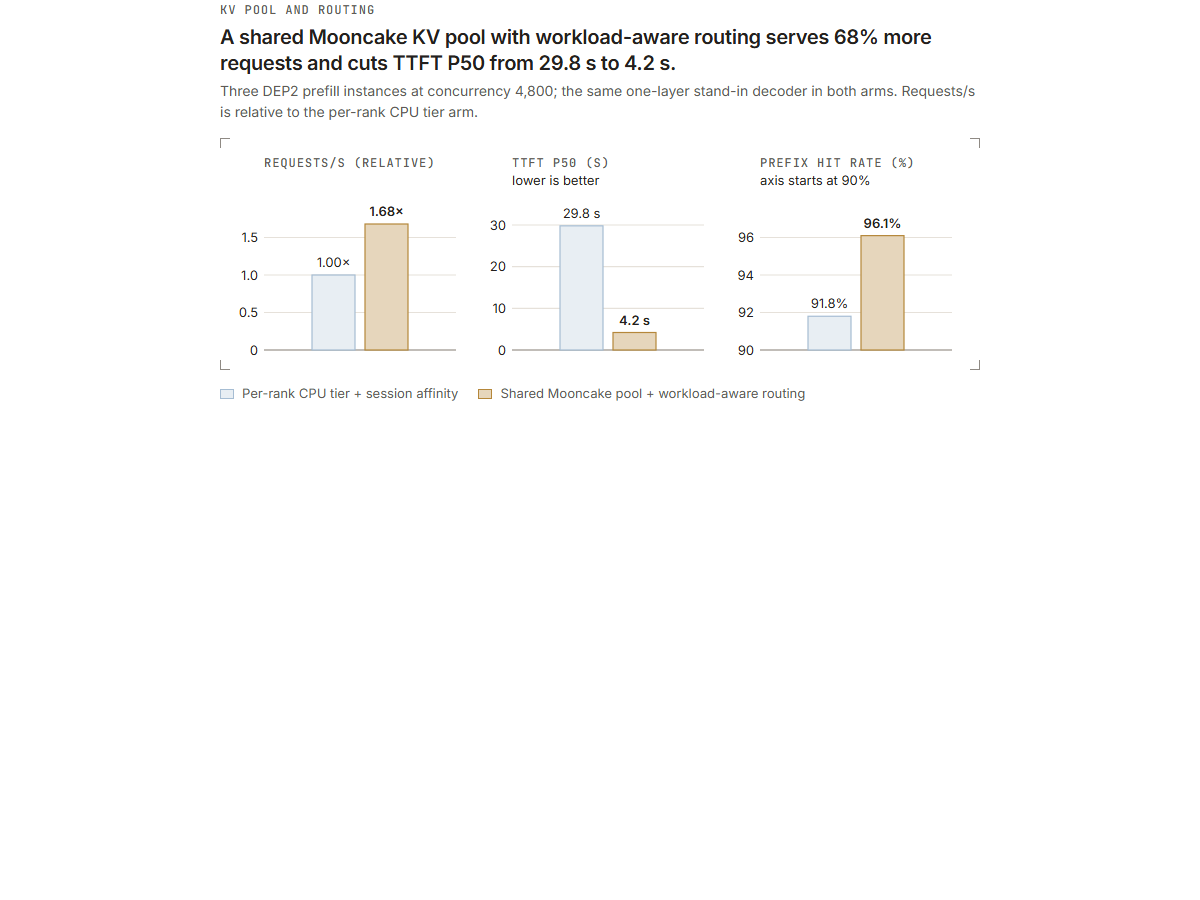 KV POOL AND ROUTING
A shared Mooncake KV pool with workload-aware routing serves 68% more
requests and cuts TTFT P50 from 29.8 s to 4.2 s.
Three DEP2 prefill instances at concurrency 4,800; the same one-layer stand-in decoder in both arms. Requests/s
is relative to the per-rank CPU tier arm.
REQUESTS/S (RELATIVE)
1.68×
1.5
1.00×
1.0
0.5
0
TTFT P50 (S)
lower is better
29.8 s
30
20
4.2 s
10
0
PREFIX HIT RATE (%)
axis starts at 90%
96.1%
96
94
91.8%
92
90
Per-rank CPU tier + session affinity
Shared Mooncake pool + workload-aware routing